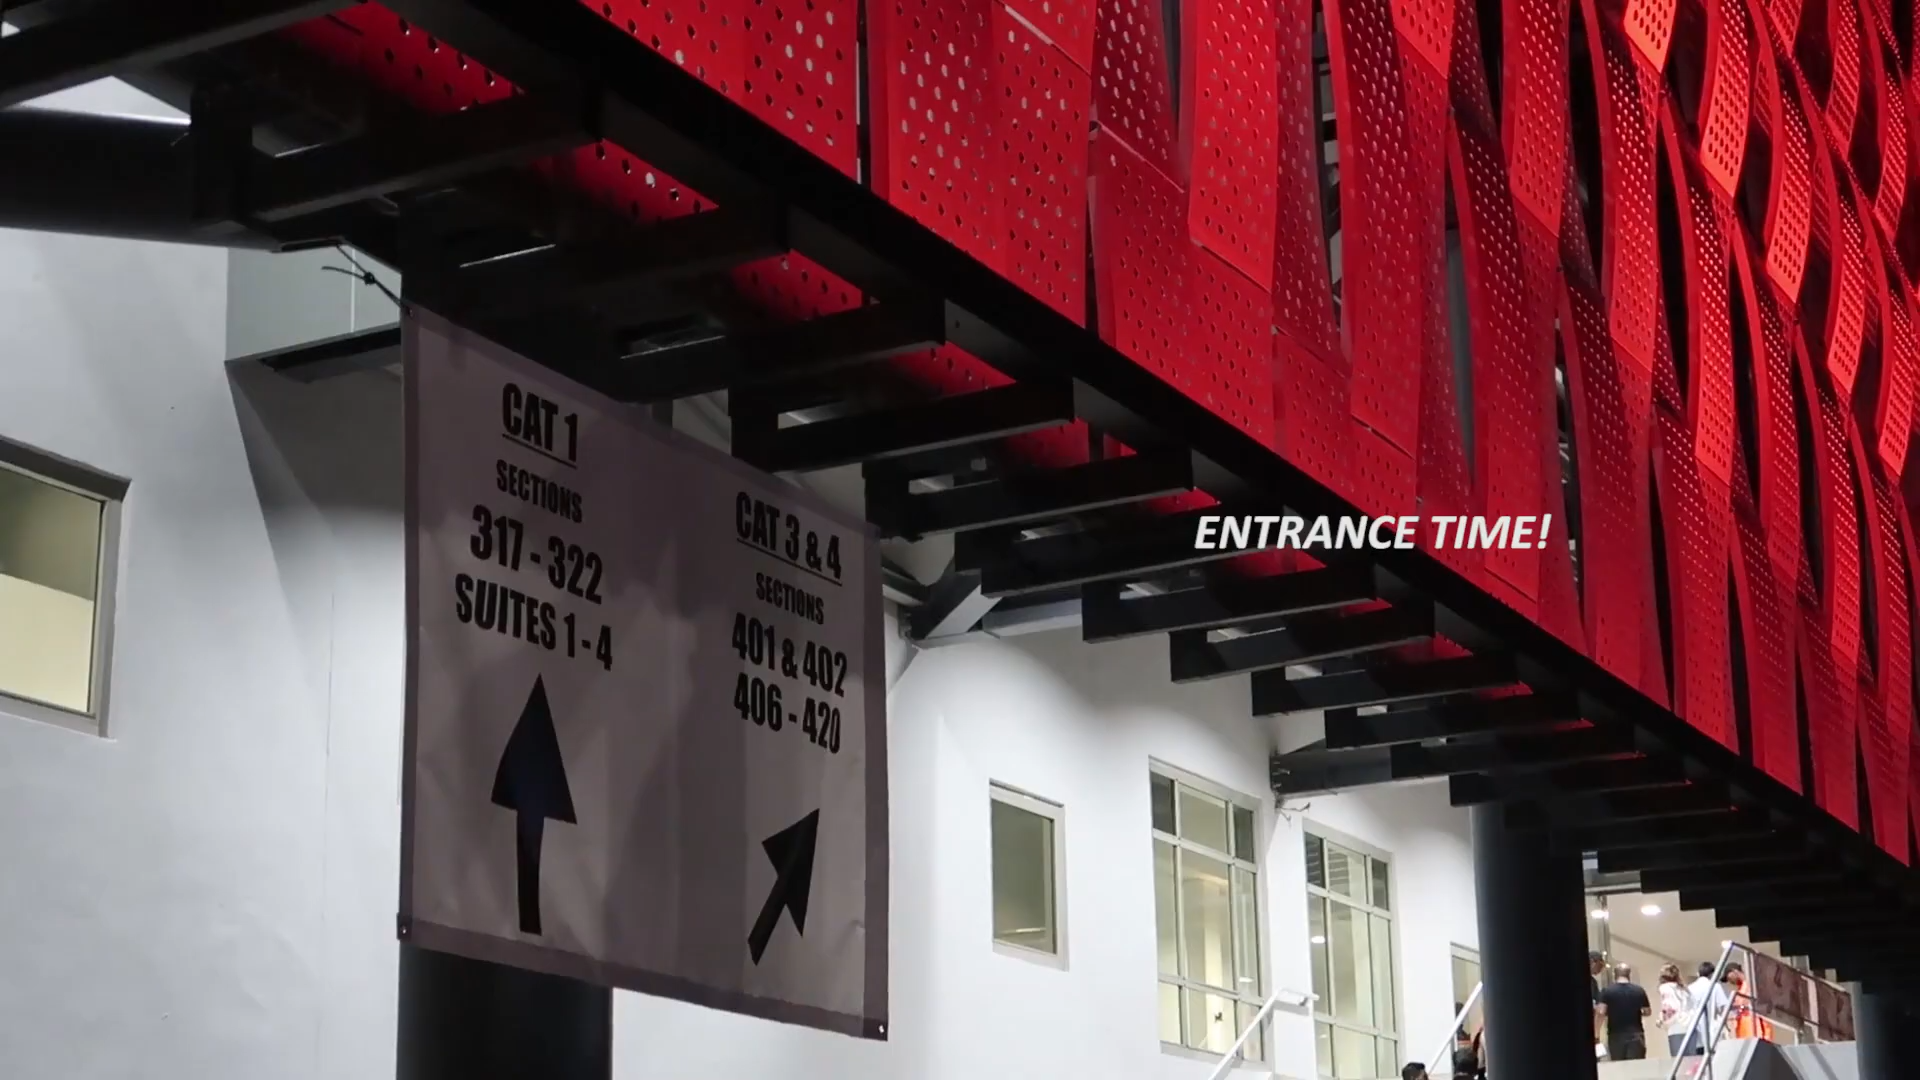 CAT 1
SECTIONS
317 - 322
SUITES 1 - 4
CAT 3 & 4
SECTIONS
401 & 402
406 - 420
ENTRANCE TIME!